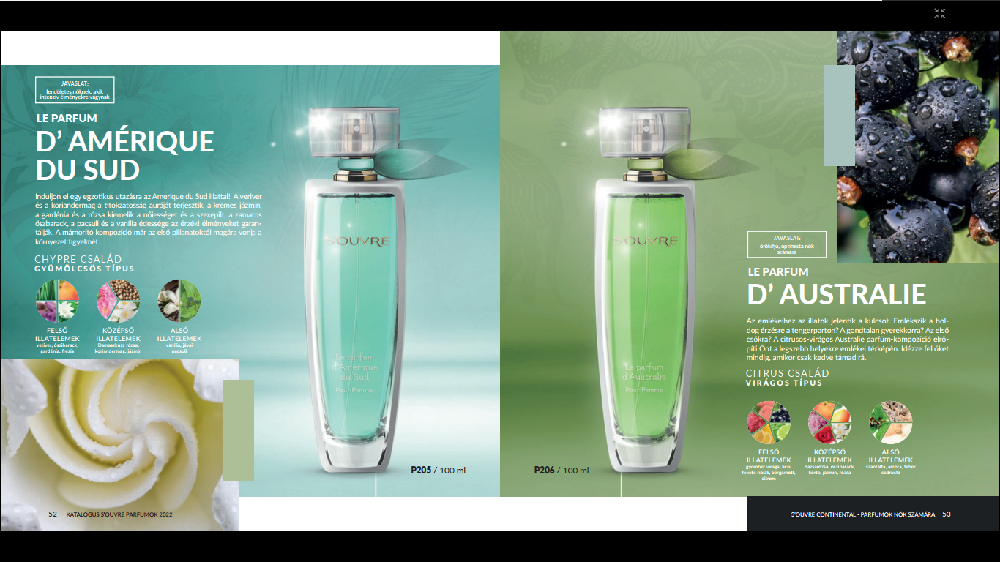 JAVASLAT:
lendületes nőknek, akik
intenzív élményekre vágynak
LE PARFUM
D' AMÉRIQUE
DU SUD
Induljon el egy egzotikus utazásra az Amerique du Sud illattal! A veriver
és a koriandermag a titokzatosság auráját terjesztik, a krémes jázmin,
a gardénia és a rózsa kiemelik a nőiességet és a szexepilt, a zamatos
őszbarack, a pacsuli és a vanília édessége az érzéki élményeket garan-
tálják. A mámorító kompozíció már az első pillanatoktól magára vonja a
környezet figyelmét.
CHYPRE CSALÁD
GYÜMÖLCSÖS TÍPUS
FELSŐ
ILLATELEMEK
vetiver, őszibarack,
gardénia, frézia
KÖZÉPSŐ
ILLATELEMEK
Damaszkusz rózsa,
koriandermag, jázmin
ALSÓ
ILLATELEMEK
vanília, jávai
pacsuli
SOUVRE
Le parfum
d'Amérique
du Sud
Pour Femme
P205 / 100 ml
52 KATALÓGUS S'OUVRE PARFÜMÖK 2022
SOUVRE
Le parfum
d'Australie
Pour Femme
P206 / 100 ml
JAVASLAT:
örökifjú, optimista nők
számára
LE PARFUM
D' AUSTRALIE
Az emlékeihez az illatok jelentik a kulcsot. Emlékszik a bol-
dog érzésre a tengerparton? A gondtalan gyerekkorra? Az első
csókra? A citrusos-virágos Australie parfüm-kompozíció elrö-
píti Önt a legszebb helyekre emlékei térképén. Idézze fel őket
mindig, amikor csak kedve támad rá.
CITRUS CSALÁD
VIRÁGOS TÍPUS
FELSŐ
ILLATELEMEK
gyömbér virága, licsi,
fekete ribizli, bergamott,
citrom
KÖZÉPSŐ
ILLATELEMEK
bazsarózsa, őszibarack,
körte, jázmin, rózsa
ALSÓ
ILLATELEMEK
szantálfa, ámbra, fehér
cédrusfa
S'OUVRE CONTINENTAL - PARFÜMÖK NŐK SZÁMÁRA 53